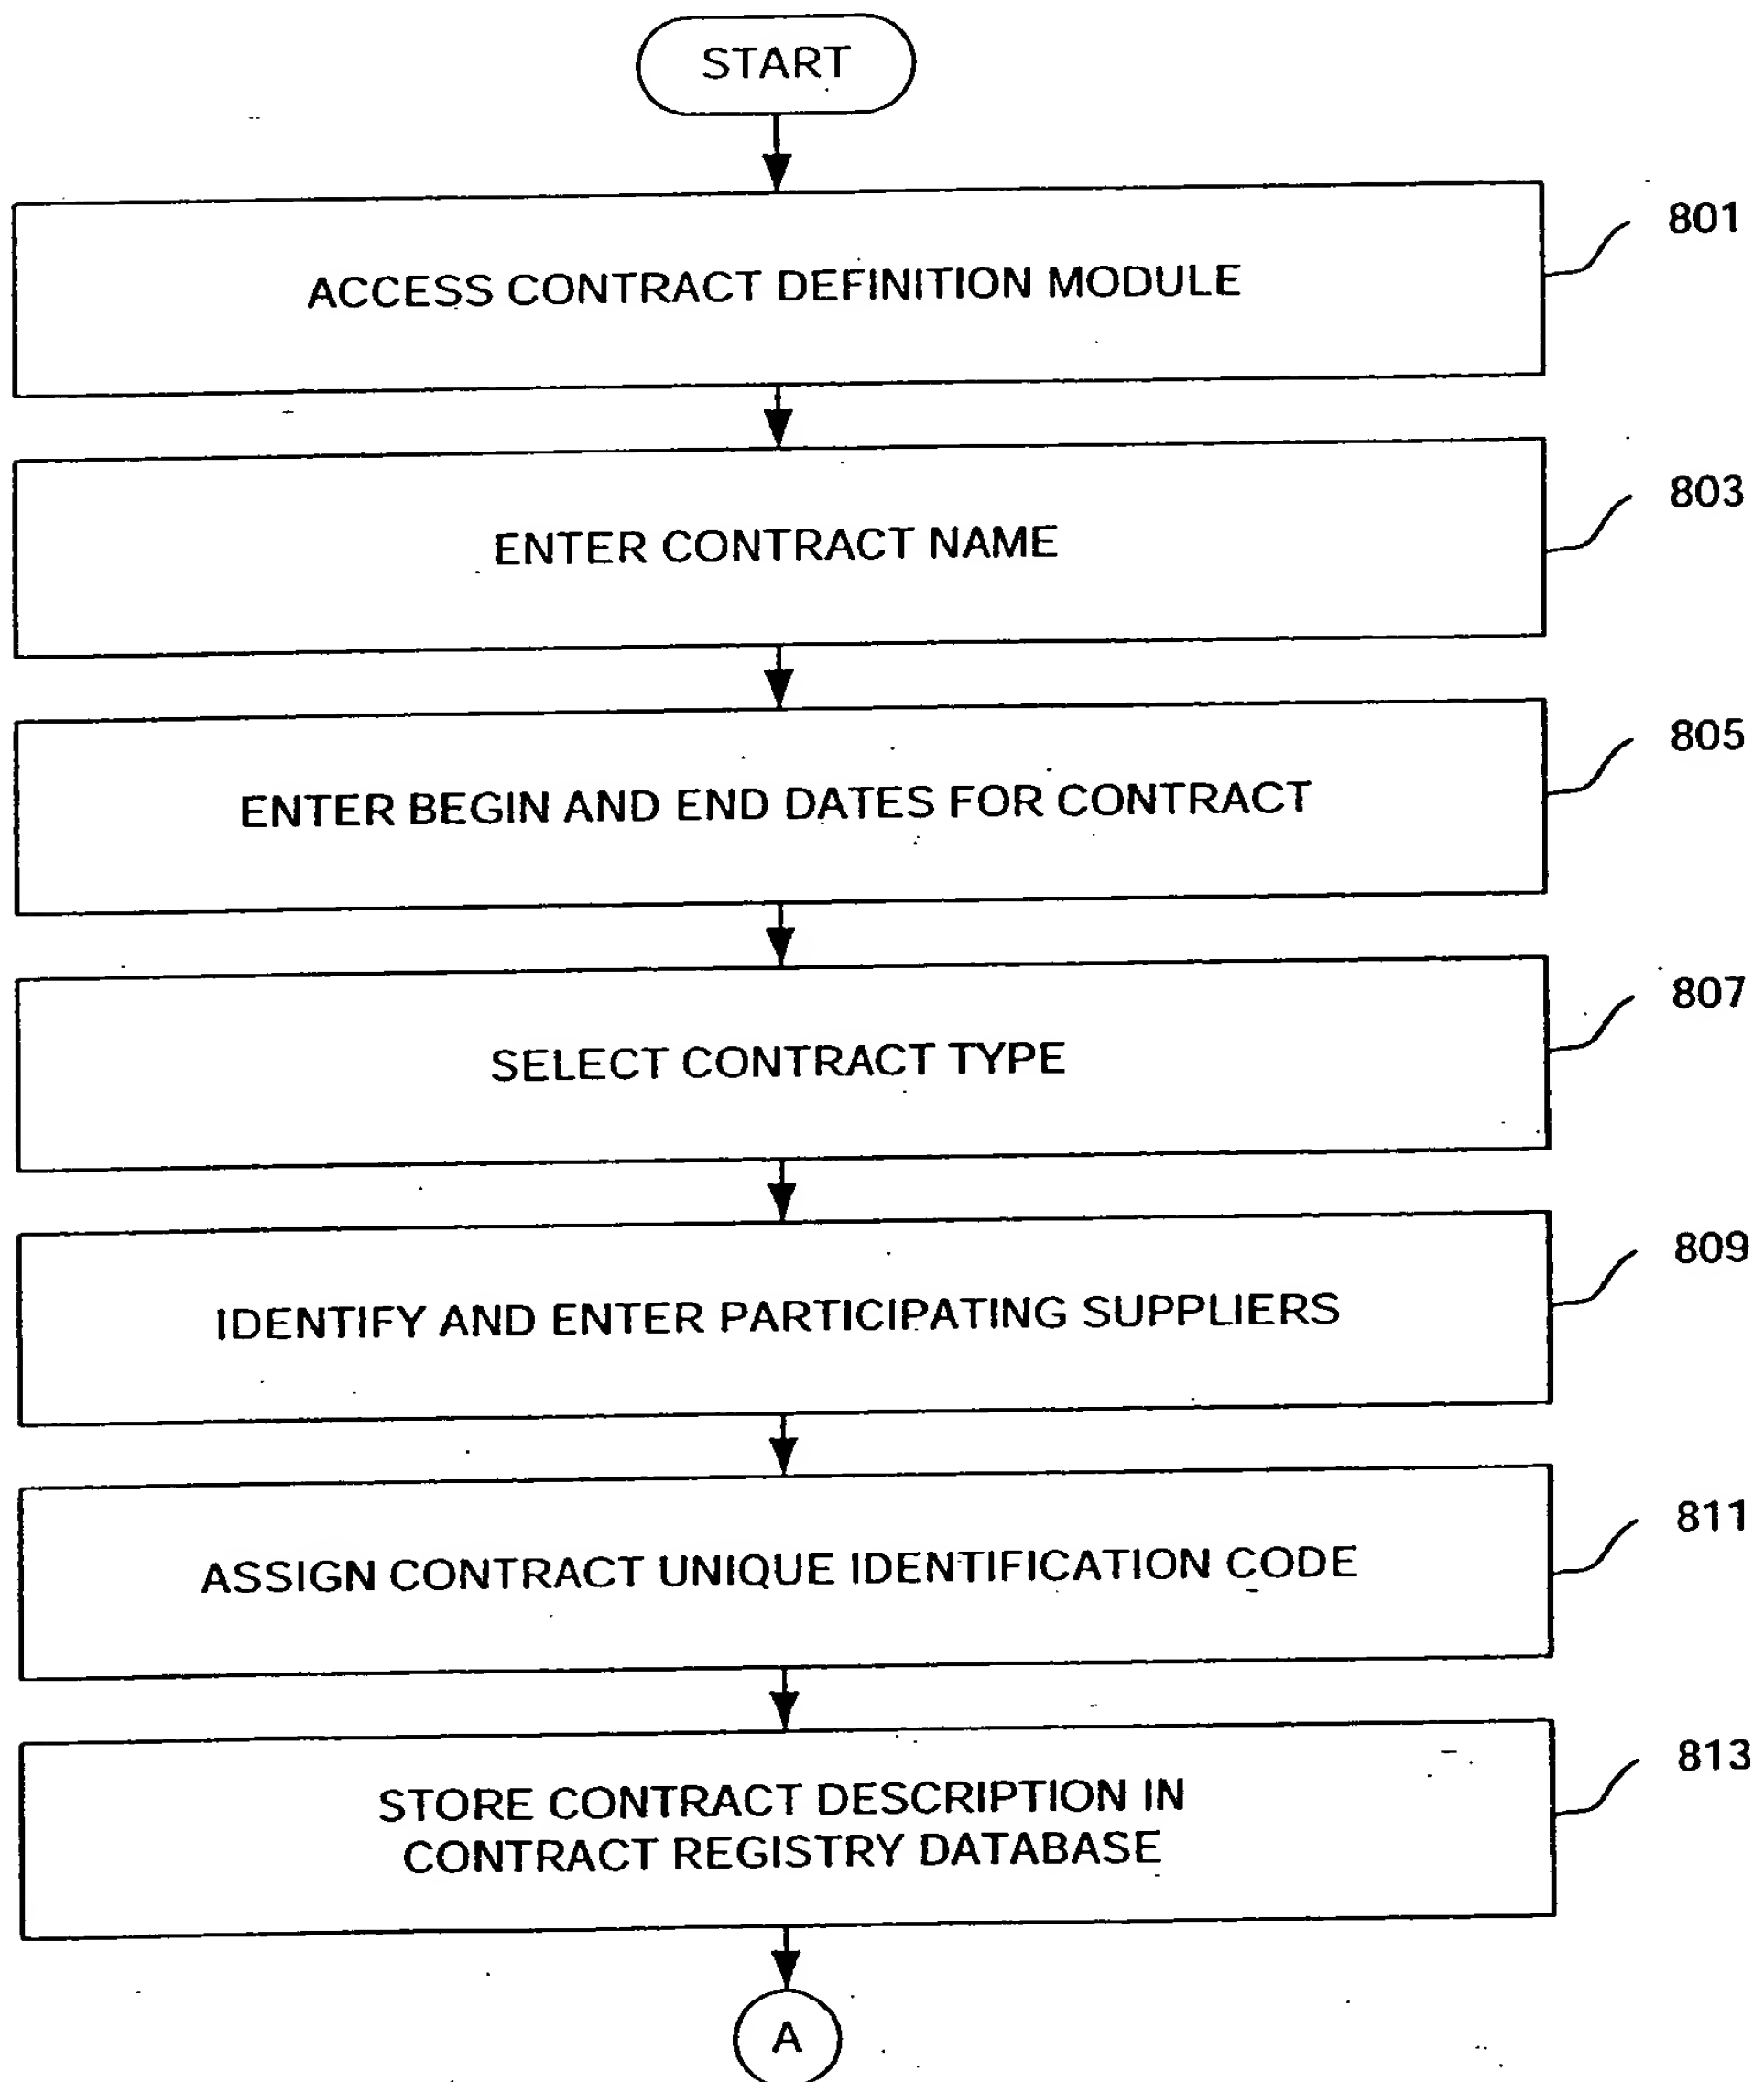 START
ACCESS CONTRACT DEFINITION MODULE
801
ENTER CONTRACT NAME
803
ENTER BEGIN AND END DATES FOR CONTRACT
805
SELECT CONTRACT TYPE
807
IDENTIFY AND ENTER PARTICIPATING SUPPLIERS
809
ASSIGN CONTRACT UNIQUE IDENTIFICATION CODE
811
STORE CONTRACT DESCRIPTION IN
CONTRACT REGISTRY DATABASE
813
A